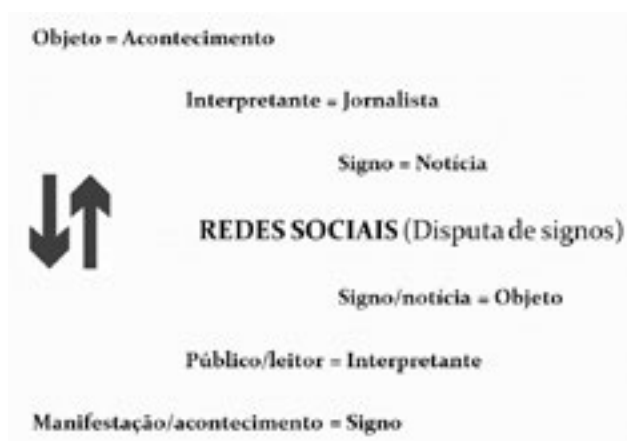 Objeto = Acontecimento
Interpretante = Jornalista
Signo = Notícia
REDES SOCIAIS (Disputa de signos)
Signo/notícia = Objeto
Público/leitor = Interpretante
Manifestação/acontecimento = Signo